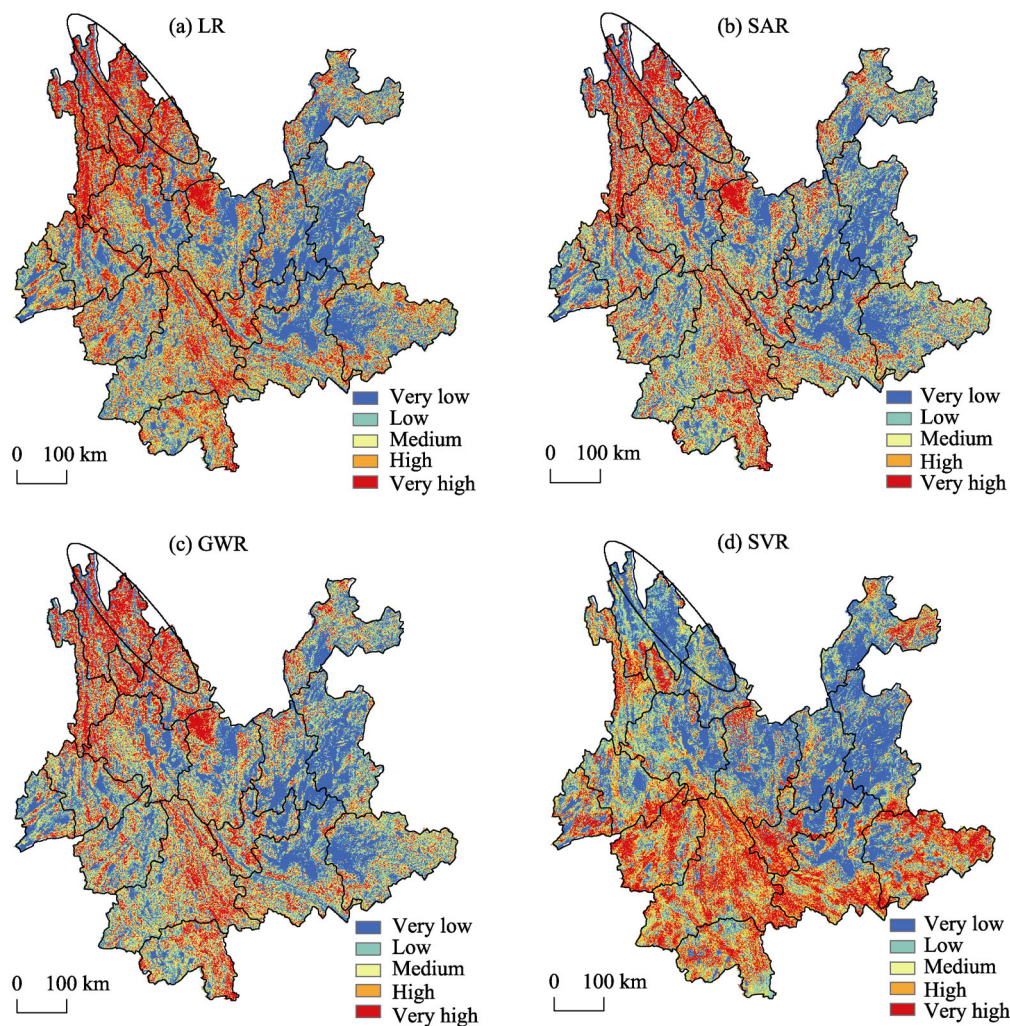 (a) LR
Very low
Low
Medium
High
Very high
0 100 km
(b) SAR
Very low
Low
Medium
High
Very high
0 100 km
(c) GWR
Very low
Low
Medium
High
Very high
0 100 km
(d) SVR
Very low
Low
Medium
High
Very high
0 100 km